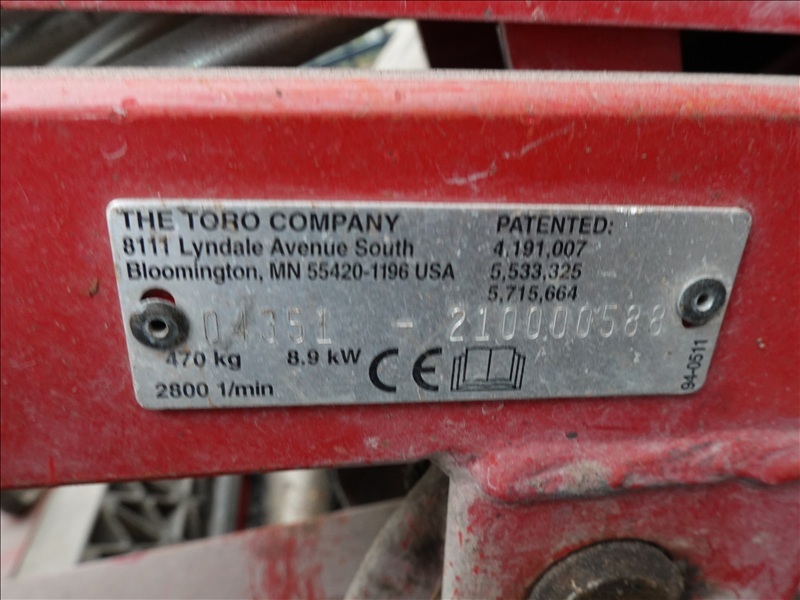 THE TORO COMPANY
8111 Lyndale Avenue South
Bloomington, MN 55420-1196 USA
PATENTED:
4,191,007
5,533,325
5,715,664
04351 - 210000588
470 kg 8.9 kW CE
2800 1/min
94-0511